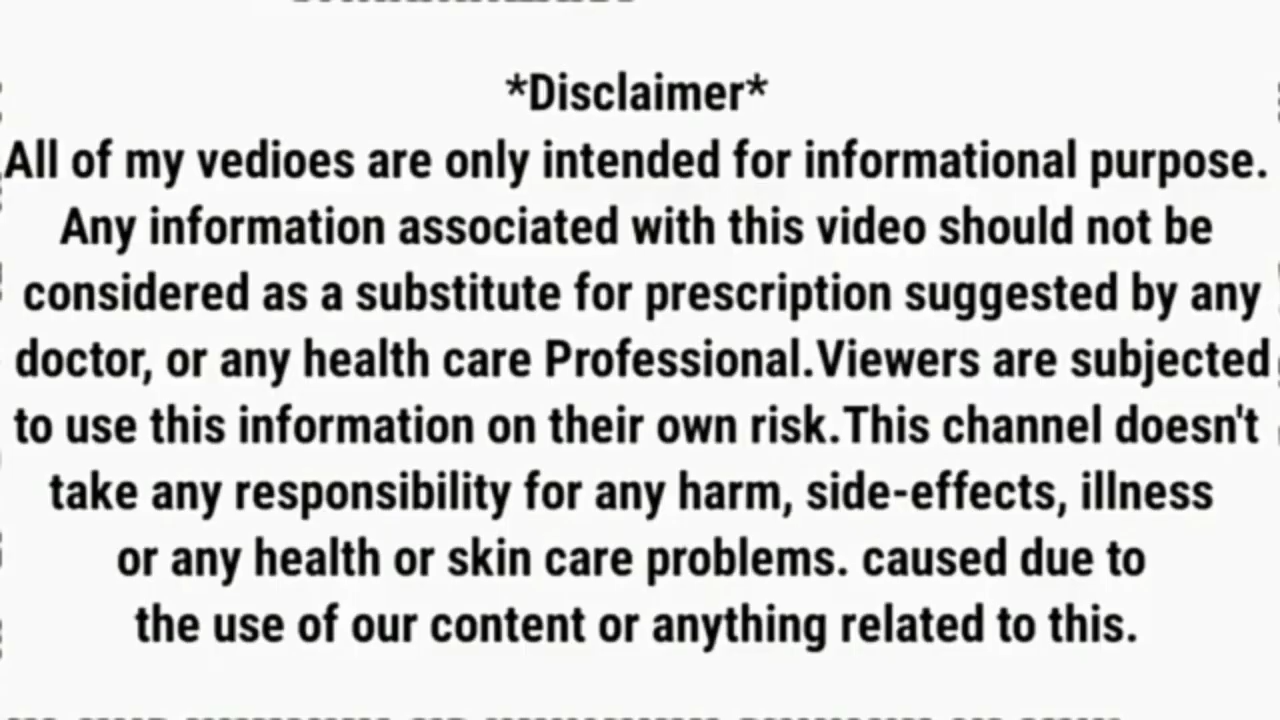 *Disclaimer*
All of my vedioes are only intended for informational purpose.
Any information associated with this video should not be
considered as a substitute for prescription suggested by any
doctor, or any health care Professional.Viewers are subjected
to use this information on their own risk.This channel doesn't
take any responsibility for any harm, side-effects, illness
or any health or skin care problems. caused due to
the use of our content or anything related to this.